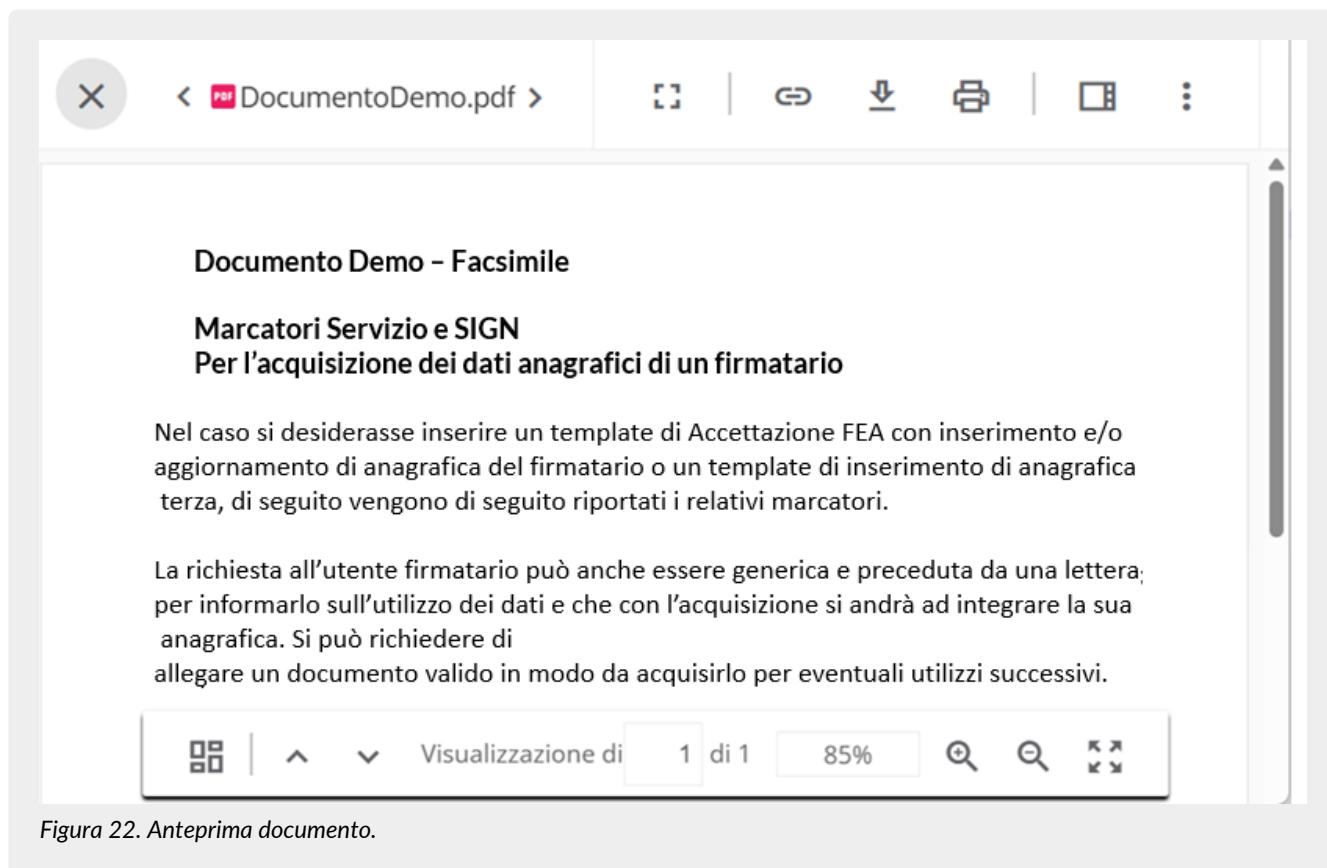 PDF DocumentoDemo.pdf
Documento Demo – Facsimile
Marcatori Servizio e SIGN
Per l'acquisizione dei dati anagrafici di un firmatario
Nel caso si desiderasse inserire un template di Accettazione FEA con inserimento e/o
aggiornamento di anagrafica del firmatario o un template di inserimento di anagrafica
terza, di seguito vengono di seguito riportati i relativi marcatori.
La richiesta all'utente firmatario può anche essere generica e preceduta da una lettera;
per informarlo sull'utilizzo dei dati e che con l'acquisizione si andrà ad integrare la sua
anagrafica. Si può richiedere di
allegare un documento valido in modo da acquisirlo per eventuali utilizzi successivi.
Visualizzazione di 1 di 1 85%
Figura 22. Anteprima documento.